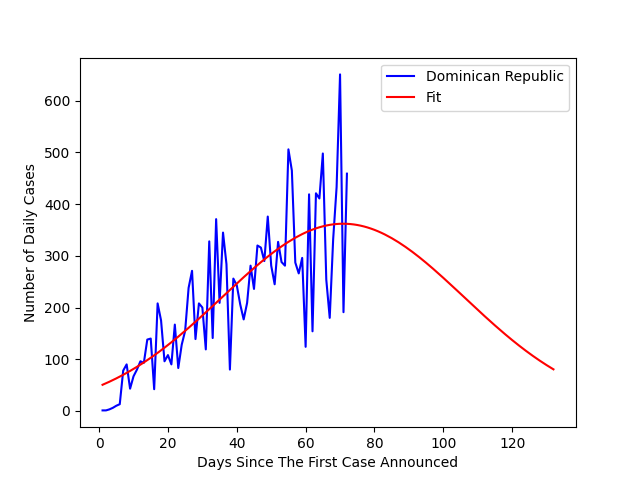 Dominican Republic
Fit
600
500
400
300
200
100
0
Number of Daily Cases
0 20 40 60 80 100 120
Days Since The First Case Announced